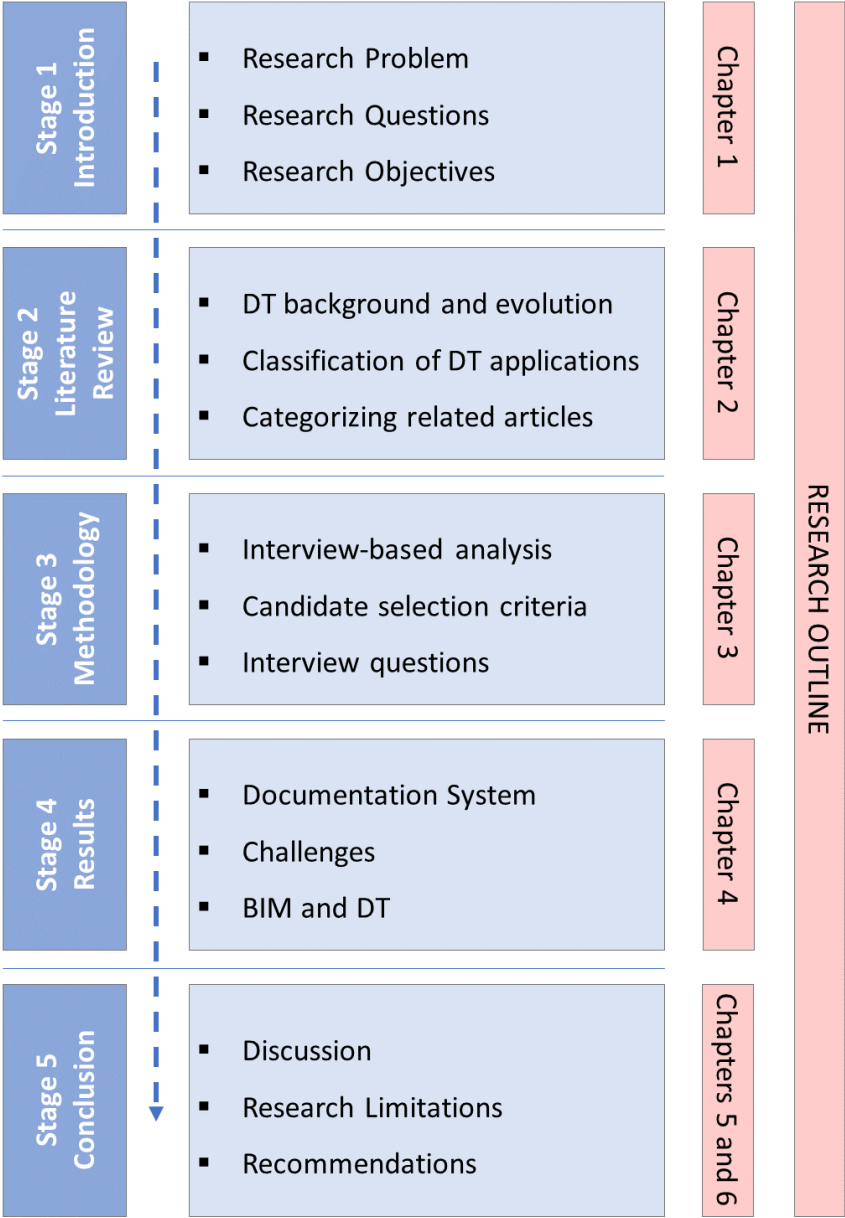 Stage 1
Introduction
Research Problem
Research Questions
Research Objectives
Chapter 1
Stage 2
Literature
Review
DT background and evolution
Classification of DT applications
Categorizing related articles
Chapter 2
Stage 3
Methodology
Interview-based analysis
Candidate selection criteria
Interview questions
Chapter 3
Stage 4
Results
Documentation System
Challenges
BIM and DT
Chapter 4
Stage 5
Conclusion
Discussion
Research Limitations
Recommendations
Chapters 5 and 6
RESEARCH OUTLINE